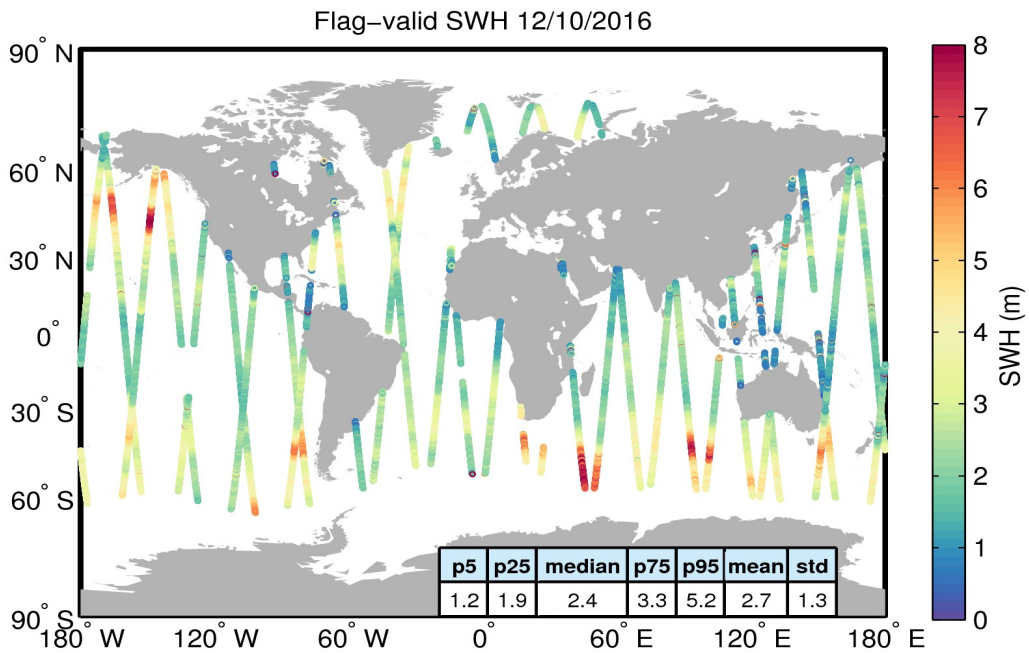 Flag−valid SWH 12/10/2016
90° N
60° N
30° N
0°
30° S
60° S
90° S
180° W
120° W
60° W
0°
60° E
120° E
180° E
p5 p25 median p75 p95 mean std
1.2 1.9 2.4 3.3 5.2 2.7 1.3
8
7
6
5
4
3
2
1
0
SWH (m)